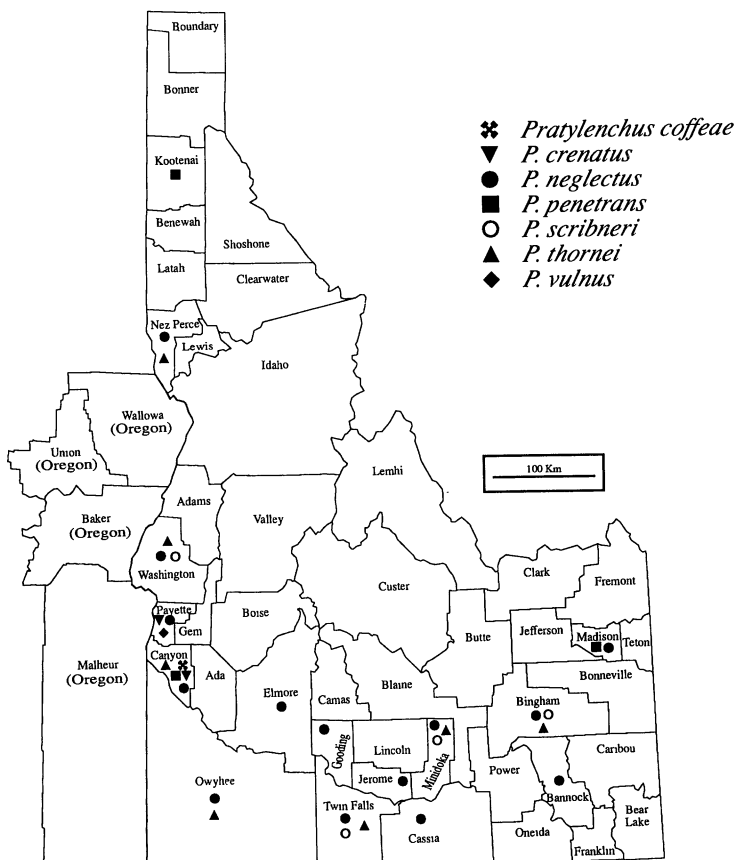 Boundary
Bonner
Kootenai
Benewah
Latah
Shoshone
Clearwater
Nez Perce
Lewis
Idaho
Pratylenchus coffeae
P. crenatus
P. neglectus
P. penetrans
P. scribneri
P. thornei
P. vulnus
Wallowa
(Oregon)
Union
(Oregon)
Baker
(Oregon)
Malheur
(Oregon)
100 Km
Lemhi
Adams
Valley
Washington
Payette
Gem
Boise
Custer
Clark
Fremont
Butte
Jefferson
Madison
Teton
Bonneville
Canyon
Ada
Elmore
Camas
Blaine
Bingham
Gooding
Lincoln
Minidoka
Jerome
Power
Caribou
Bannock
Owyhee
Twin Falls
Cassia
Oneida
Franklin
Bear
Lake